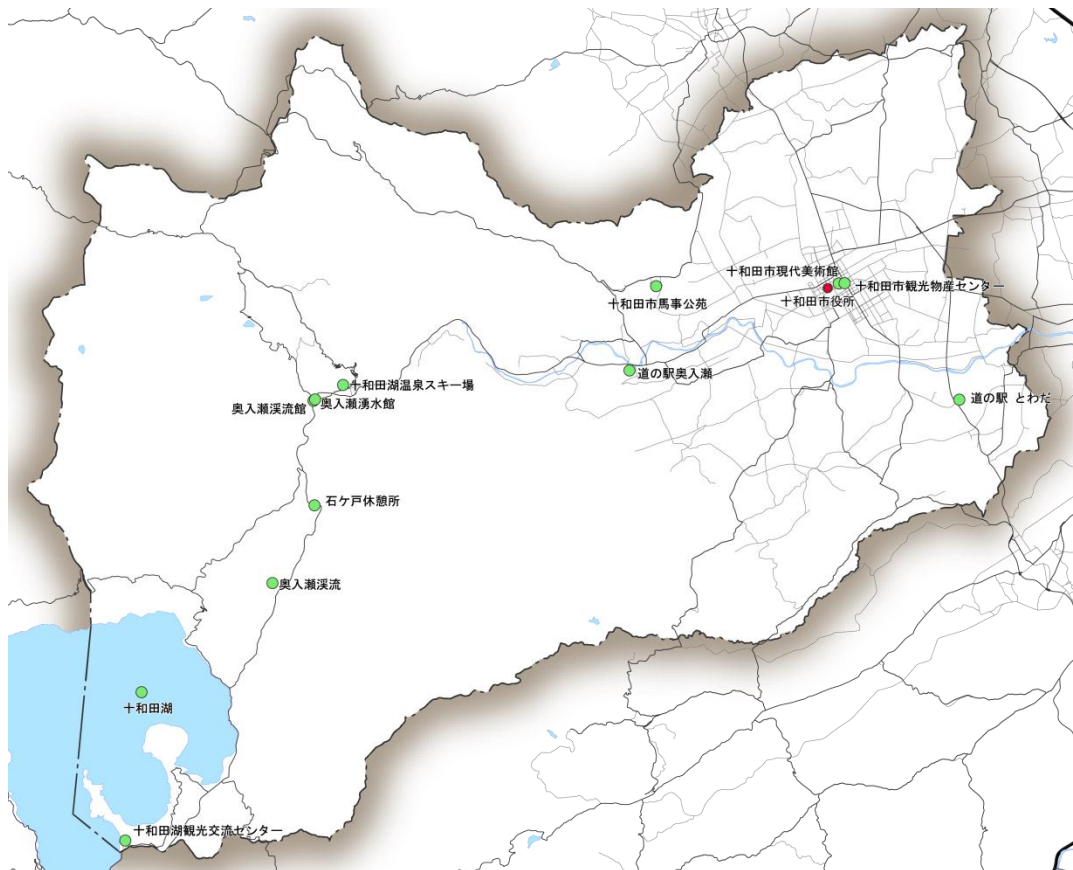 十和田市現代美術館
十和田市観光物産センター
十和田市役所
十和田市馬事公苑
道の駅奥入瀬
十和田湖温泉スキー場
道の駅 とわだ
奥入瀬湧水館
奥入瀬渓流館
石ケ戸休憩所
奥入瀬渓流
十和田湖
十和田湖観光交流センター